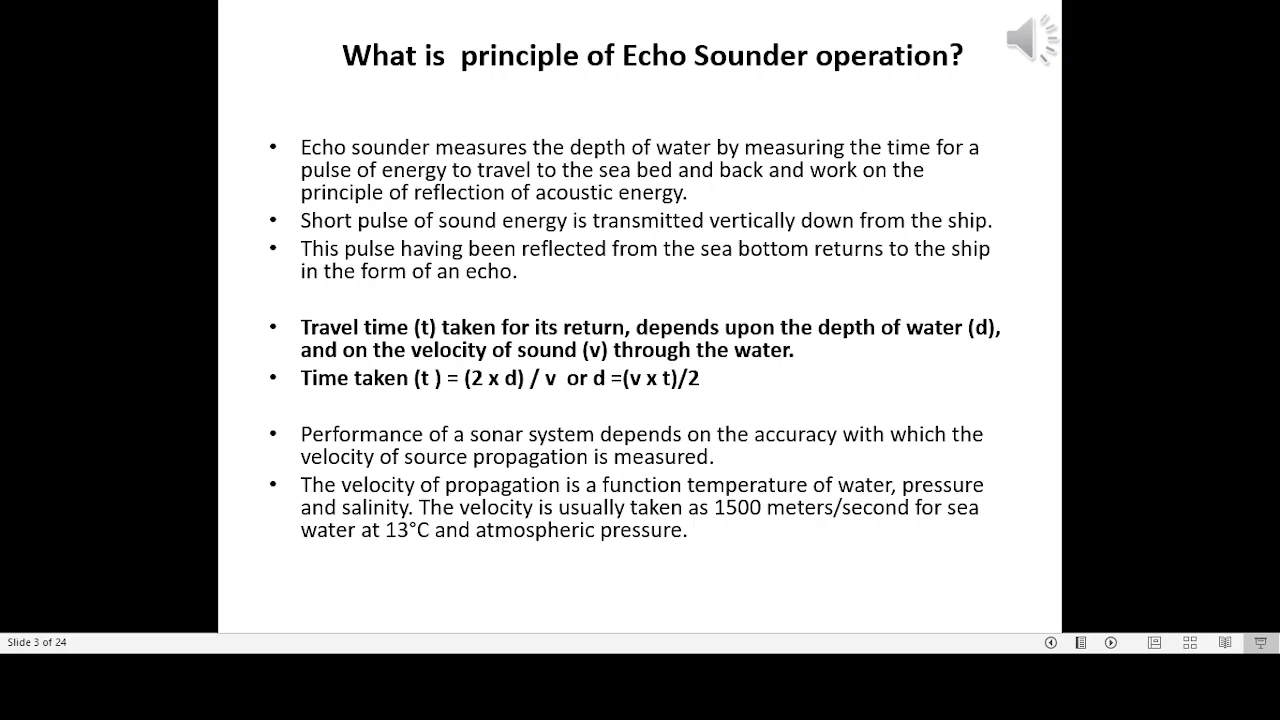 What is  principle of Echo Sounder operation?
• Echo sounder measures the depth of water by measuring the time for a
pulse of energy to travel to the sea bed and back and work on the
principle of reflection of acoustic energy.
• Short pulse of sound energy is transmitted vertically down from the ship.
• This pulse having been reflected from the sea bottom returns to the ship
in the form of an echo.
• Travel time (t) taken for its return, depends upon the depth of water (d),
and on the velocity of sound (v) through the water.
• Time taken (t ) = (2 x d) / v  or d =(v x t)/2
• Performance of a sonar system depends on the accuracy with which the
velocity of source propagation is measured.
• The velocity of propagation is a function temperature of water, pressure
and salinity. The velocity is usually taken as 1500 meters/second for sea
water at 13°C and atmospheric pressure.
Slide 3 of 24